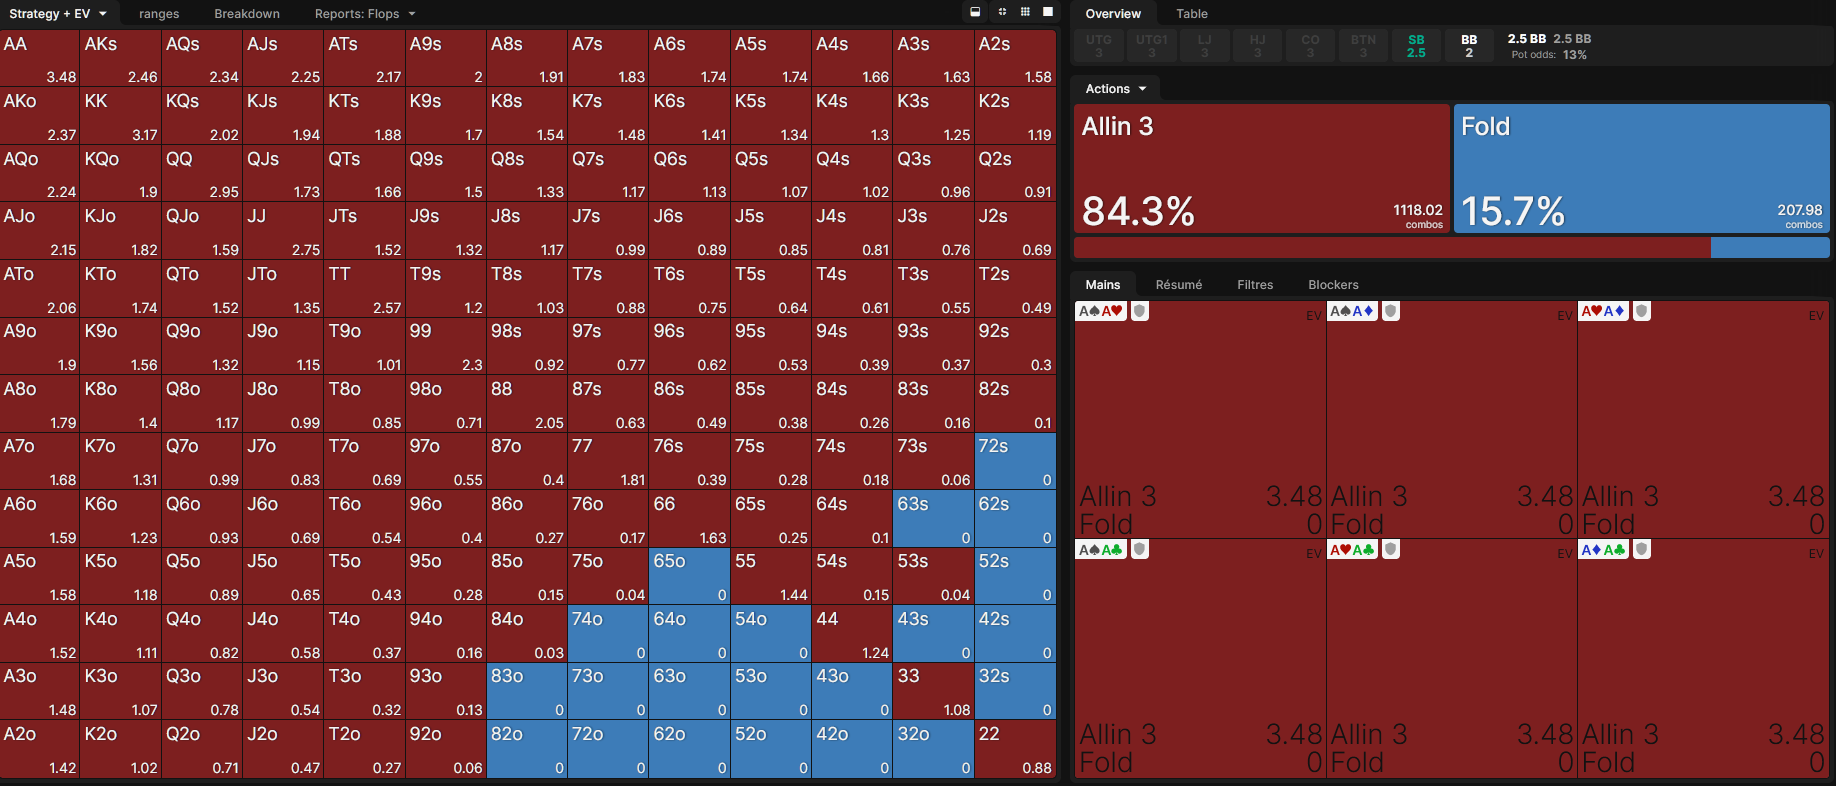 Strategy + EV ranges Breakdown Reports: Flops
AA AKs AQs AJs ATs A9s A8s A7s A6s A5s A4s A3s A2s
3.48 2.46 2.34 2.25 2.17 2 1.91 1.83 1.74 1.74 1.66 1.63 1.58
AKo KK KQs KJs KTs K9s K8s K7s K6s K5s K4s K3s K2s
2.37 3.17 2.02 1.94 1.88 1.7 1.54 1.48 1.41 1.34 1.3 1.25 1.19
AQo KQo QQ QJs QTs Q9s Q8s Q7s Q6s Q5s Q4s Q3s Q2s
2.24 1.9 2.95 1.73 1.66 1.5 1.33 1.17 1.13 1.07 1.02 0.96 0.91
AJo KJo QJo JJ JTs J9s J8s J7s J6s J5s J4s J3s J2s
2.15 1.82 1.59 2.75 1.52 1.32 1.17 0.99 0.89 0.85 0.81 0.76 0.69
ATo KTo QTo JTo TT T9s T8s T7s T6s T5s T4s T3s T2s
2.06 1.74 1.52 1.35 2.57 1.2 1.03 0.88 0.75 0.64 0.61 0.55 0.49
A9o K9o Q9o J9o T9o 99 98s 97s 96s 95s 94s 93s 92s
1.9 1.56 1.32 1.15 1.01 2.3 0.92 0.77 0.62 0.53 0.39 0.37 0.3
A8o K8o Q8o J8o T8o 98o 88 87s 86s 85s 84s 83s 82s
1.79 1.4 1.17 0.99 0.85 0.71 2.05 0.63 0.49 0.38 0.26 0.16 0.1
A7o K7o Q7o J7o T7o 97o 87o 77 76s 75s 74s 73s 72s
1.68 1.31 0.99 0.83 0.69 0.55 0.4 1.81 0.39 0.28 0.18 0.06 0
A6o K6o Q6o J6o T6o 96o 86o 76o 66 65s 64s 63s 62s
1.59 1.23 0.93 0.69 0.54 0.4 0.27 0.17 1.63 0.25 0.1 0 0
A5o K5o Q5o J5o T5o 95o 85o 75o 65o 55 54s 53s 52s
1.58 1.18 0.89 0.65 0.43 0.28 0.15 0.04 0 1.44 0.15 0.04 0
A4o K4o Q4o J4o T4o 94o 84o 74o 64o 54o 44 43s 42s
1.52 1.11 0.82 0.58 0.37 0.16 0.03 0 0 0 1.24 0 0
A3o K3o Q3o J3o T3o 93o 83o 73o 63o 53o 43o 33 32s
1.48 1.07 0.78 0.54 0.32 0.13 0 0 0 0 0 1.08 0
A2o K2o Q2o J2o T2o 92o 82o 72o 62o 52o 42o 32o 22
1.42 1.02 0.71 0.47 0.27 0.06 0 0 0 0 0 0 0.88
Overview Table
UTG UTG1 LJ HJ CO BTN SB BB 2.5 BB 2.5 BB
3 3 3 3 3 3 2.5 2 Pot odds: 13%
Actions
Allin 3 Fold
84.3% 1118.02 combos 15.7% 207.98 combos
Mains Résumé Filtres Blockers
A♠A♥ EV A♠A♦ EV A♥A♦ EV
Allin 3 3.48 Allin 3 3.48 Allin 3 3.48
Fold 0 Fold 0 Fold 0
A♠A♣ EV A♥A♣ EV A♦A♣ EV
Allin 3 3.48 Allin 3 3.48 Allin 3 3.48
Fold 0 Fold 0 Fold 0